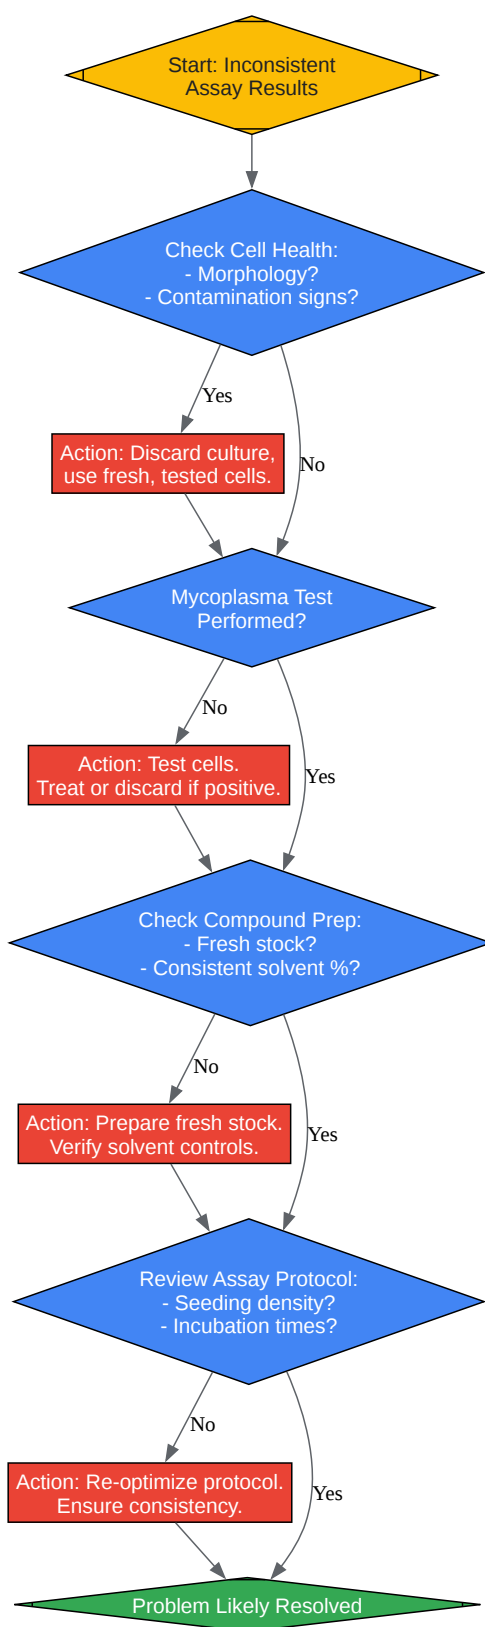 Start: Inconsistent
Assay Results
Check Cell Health:
- Morphology?
- Contamination signs?
Yes
Action: Discard culture,
use fresh, tested cells.
No
Mycoplasma Test
Performed?
No
Action: Test cells.
Treat or discard if positive.
Yes
Check Compound Prep:
- Fresh stock?
- Consistent solvent %?
No
Action: Prepare fresh stock.
Verify solvent controls.
Yes
Review Assay Protocol:
- Seeding density?
- Incubation times?
No
Action: Re-optimize protocol.
Ensure consistency.
Yes
Problem Likely Resolved